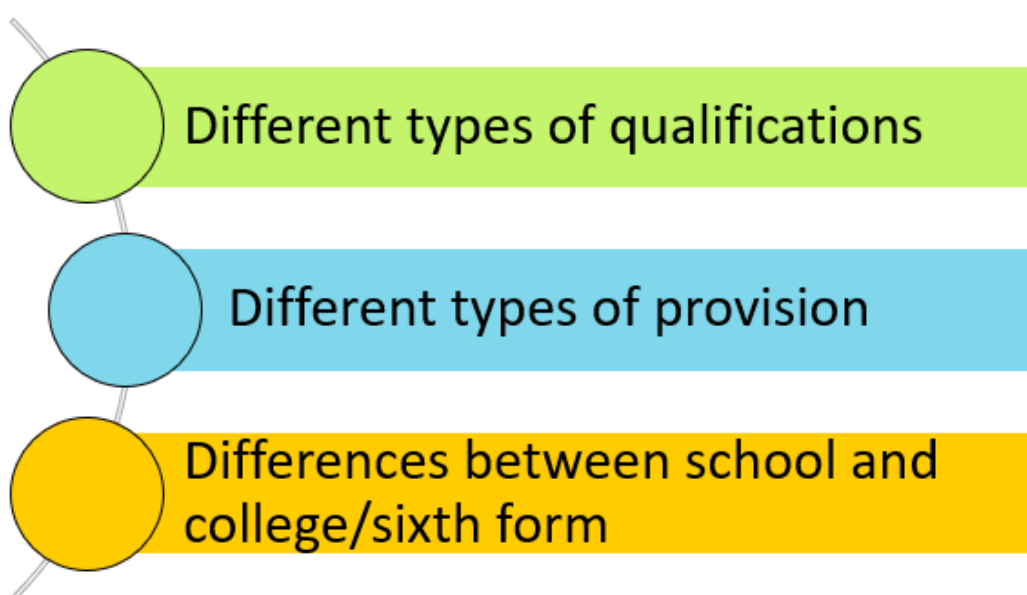 Different types of qualifications
Different types of provision
Differences between school and
college/sixth form